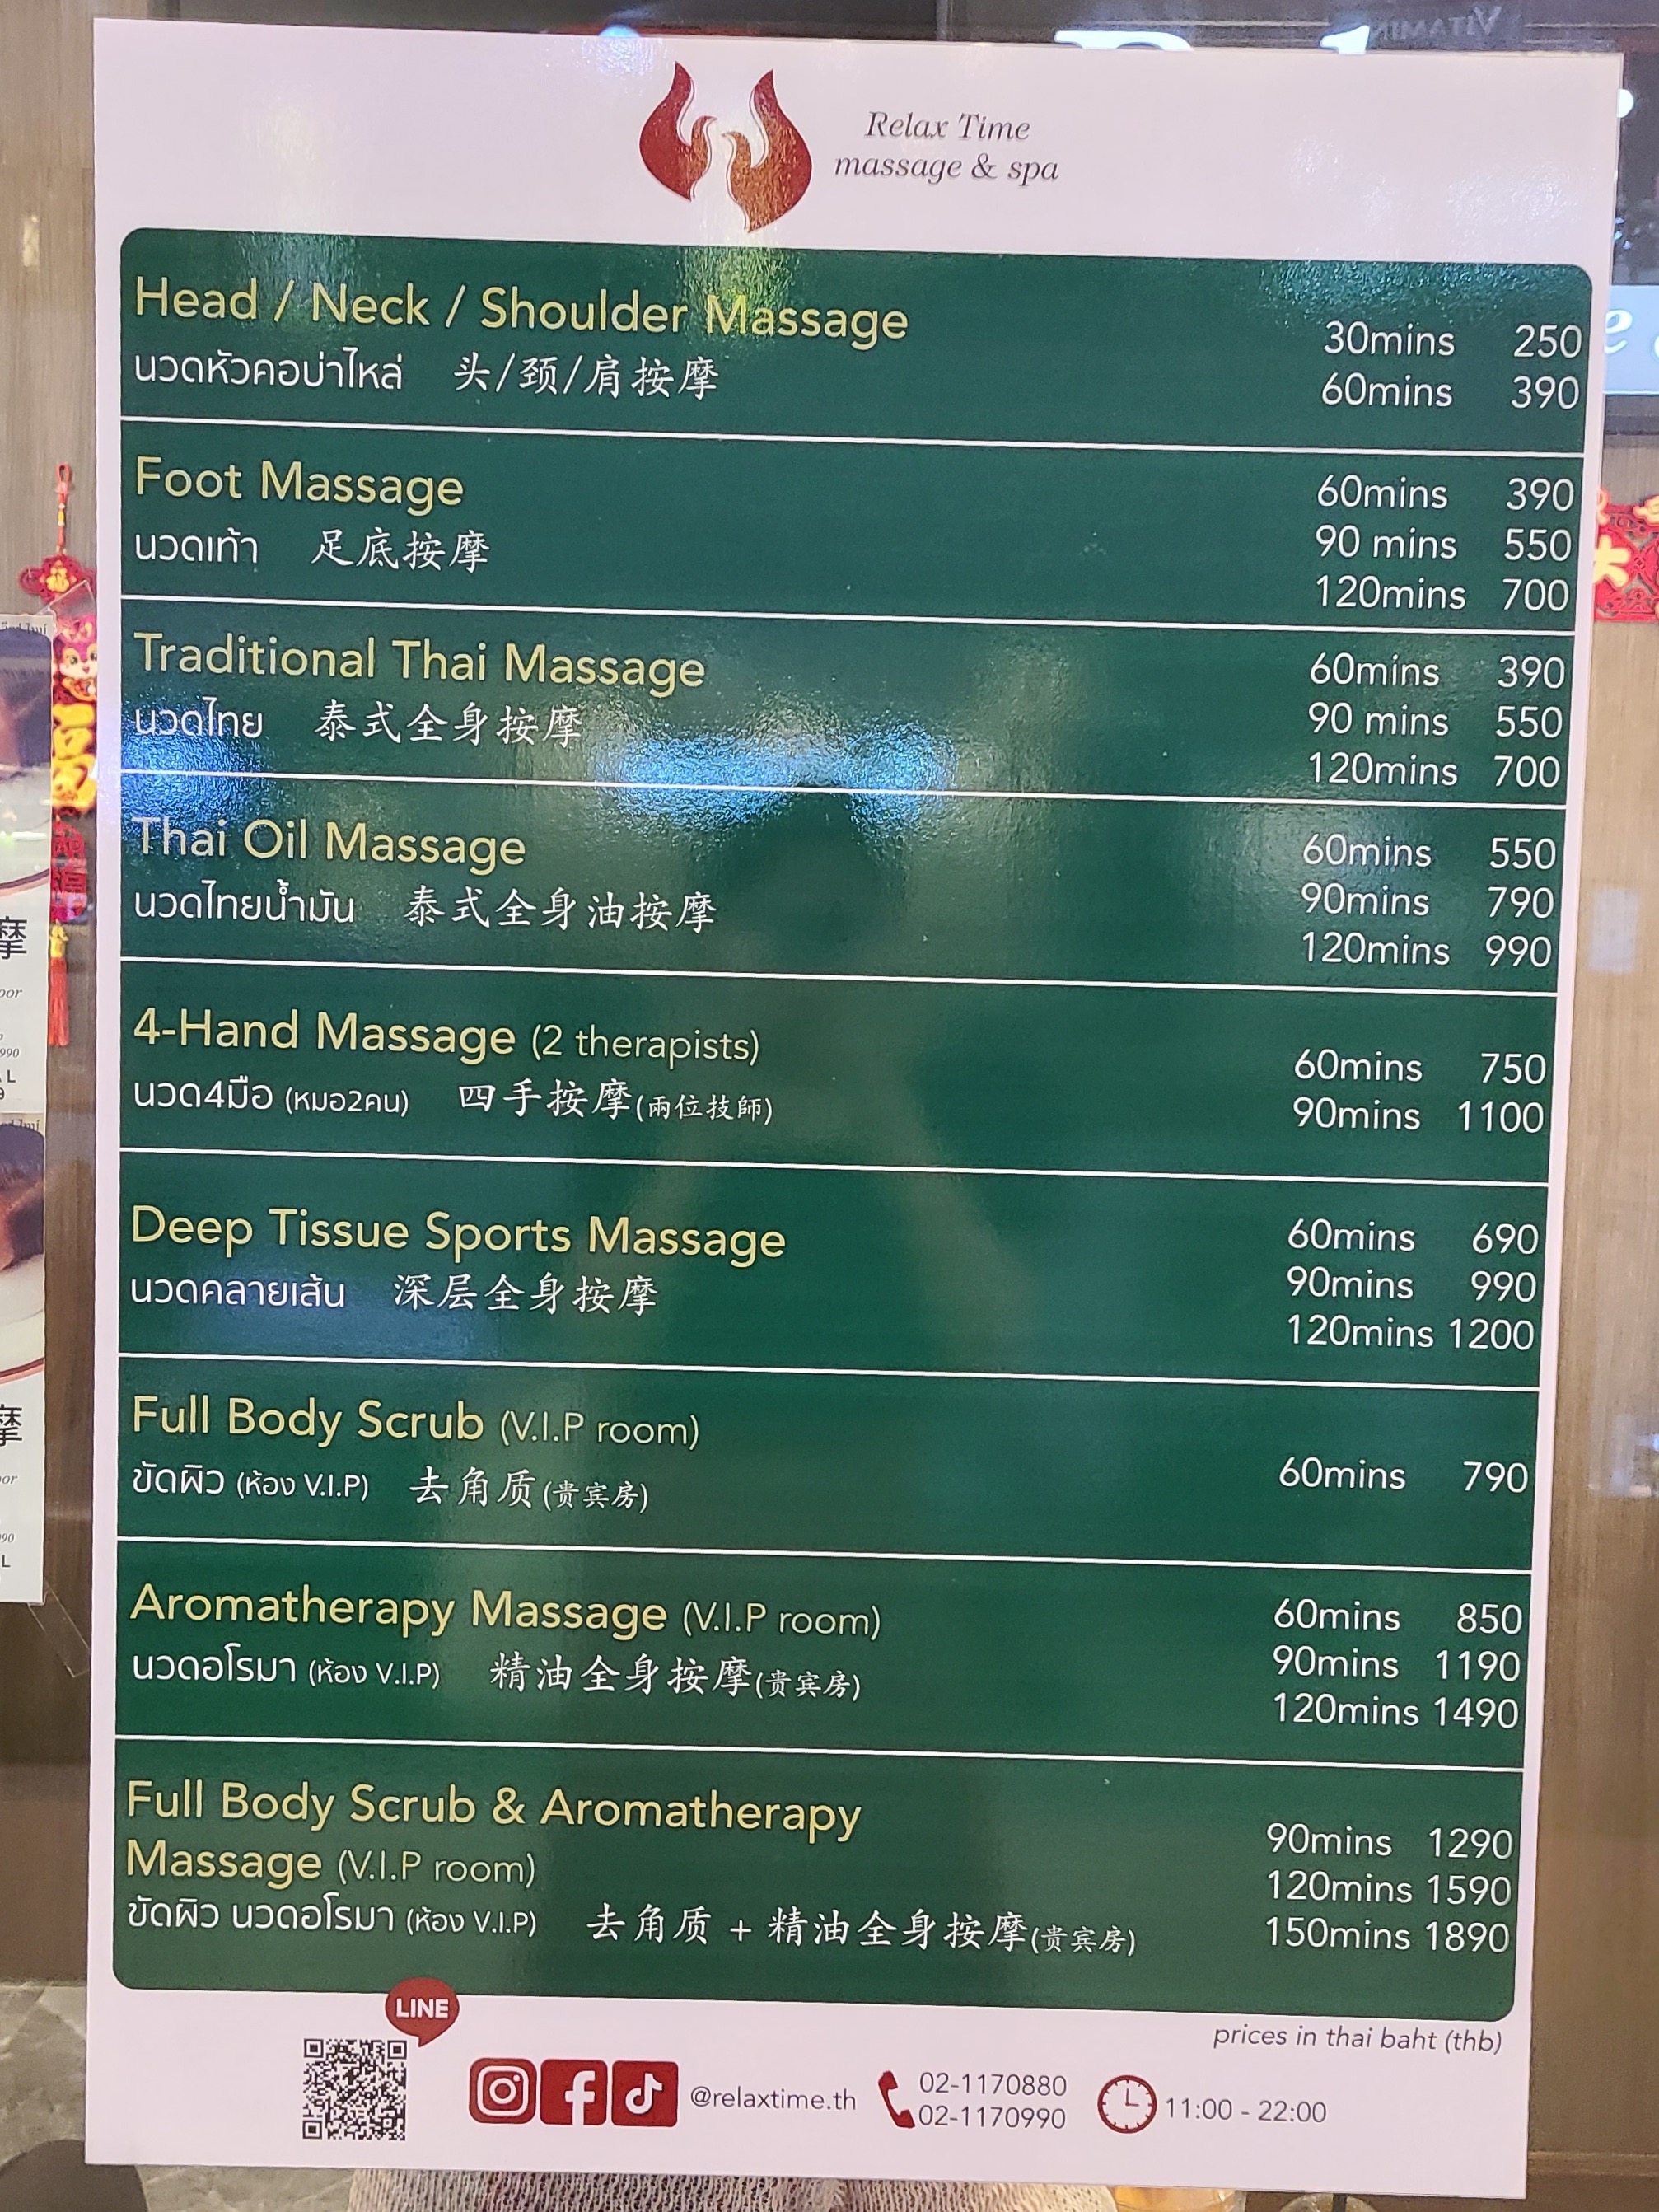 Relax Time
massage & spa
Head / Neck / Shoulder Massage
นวดหัวคอบ่าไหล่ 头/颈/肩按摩
30mins 250
60mins 390
Foot Massage
นวดเท้า 足底按摩
60mins 390
90 mins 550
120mins 700
Traditional Thai Massage
นวดไทย 泰式全身按摩
60mins 390
90 mins 550
120mins 700
Thai Oil Massage
นวดไทยน้ำมัน 泰式全身油按摩
60mins 550
90mins 790
120mins 990
4-Hand Massage (2 therapists)
นวด4มือ (หมอ2คน) 四手按摩(兩位技師)
60mins 750
90mins 1100
Deep Tissue Sports Massage
นวดคลายเส้น 深层全身按摩
60mins 690
90mins 990
120mins 1200
Full Body Scrub (V.I.P room)
ขัดผิว (ห้อง V.I.P) 去角质(贵宾房)
60mins 790
Aromatherapy Massage (V.I.P room)
นวดอโรมา (ห้อง V.I.P) 精油全身按摩(贵宾房)
60mins 850
90mins 1190
120mins 1490
Full Body Scrub & Aromatherapy
Massage (V.I.P room)
ขัดผิว นวดอโรมา (ห้อง V.I.P) 去角质 + 精油全身按摩(贵宾房)
90mins 1290
120mins 1590
150mins 1890
prices in thai baht (thb)
LINE
@relaxtime.th
02-1170880
02-1170990
11:00 - 22:00